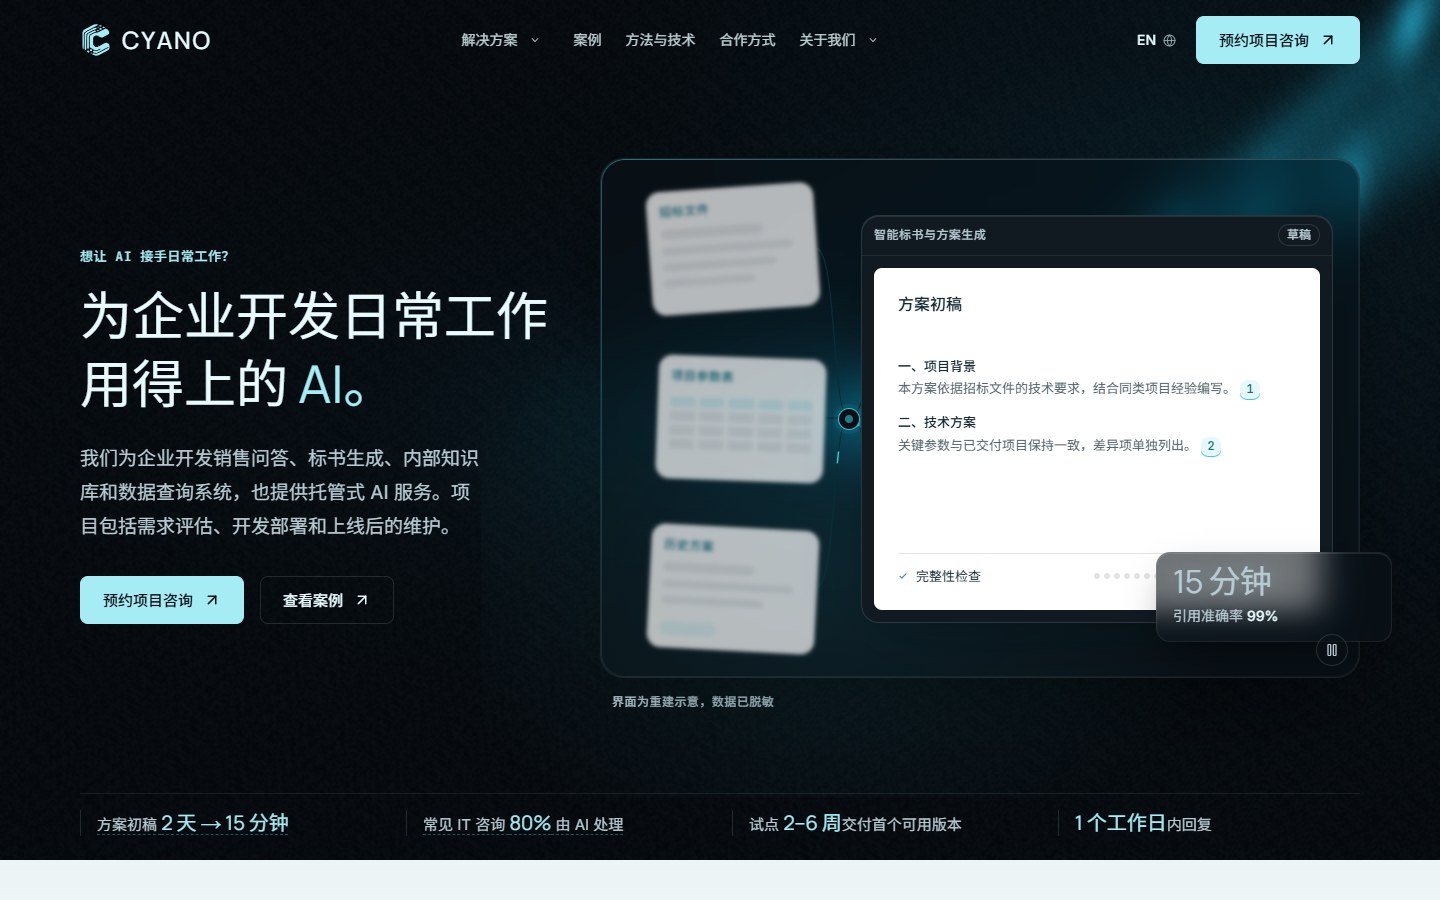 CYANO
解决方案
案例
方法与技术
合作方式
关于我们
EN
预约项目咨询
想让 AI 接手日常工作?
为企业开发日常工作
用得上的 AI。
我们为企业开发销售问答、标书生成、内部知识
库和数据查询系统，也提供托管式 AI 服务。项
目包括需求评估、开发部署和上线后的维护。
预约项目咨询
查看案例
招标文件
项目参数表
历史方案
智能标书与方案生成
草稿
方案初稿
一、项目背景
本方案依据招标文件的技术要求，结合同类项目经验编写。 1
二、技术方案
关键参数与已交付项目保持一致，差异项单独列出。 2
完整性检查
15 分钟
引用准确率 99%
界面为重建示意，数据已脱敏
方案初稿 2 天 → 15 分钟
常见 IT 咨询 80% 由 AI 处理
试点 2–6 周交付首个可用版本
1 个工作日内回复